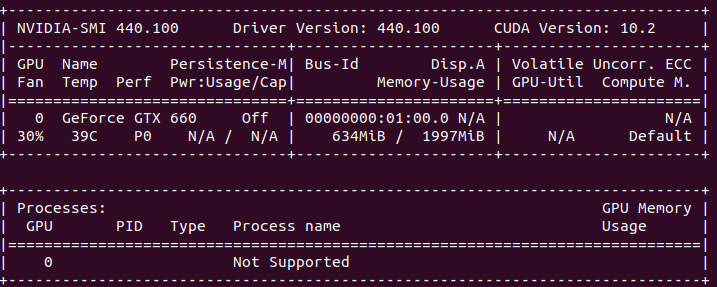 +-----------------------------------------------------------------------------+
| NVIDIA-SMI 440.100      Driver Version: 440.100      CUDA Version: 10.2     |
|-------------------------------+----------------------+----------------------+
| GPU  Name        Persistence-M| Bus-Id        Disp.A | Volatile Uncorr. ECC |
| Fan  Temp  Perf  Pwr:Usage/Cap|         Memory-Usage | GPU-Util  Compute M. |
|===============================+======================+======================|
|   0  GeForce GTX 660     Off  | 00000000:01:00.0 N/A |                  N/A |
| 30%   39C    P0    N/A /  N/A |    634MiB /  1997MiB |     N/A      Default |
+-------------------------------+----------------------+----------------------+

+-----------------------------------------------------------------------------+
| Processes:                                                       GPU Memory |
|  GPU       PID   Type   Process name                             Usage      |
|=============================================================================|
|    0                    Not Supported                                       |
+-----------------------------------------------------------------------------+